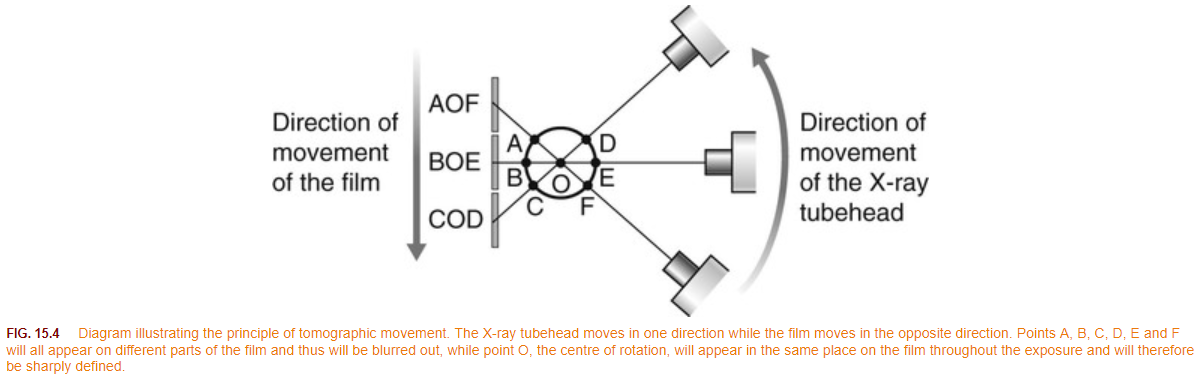 Direction of
movement
of the film
AOF
BOE
COD
A
B
C
O
D
E
F
Direction of
movement
of the X-ray
tubehead
FIG. 15.4 Diagram illustrating the principle of tomographic movement. The X-ray tubehead moves in one direction while the film moves in the opposite direction. Points A, B, C, D, E and F
will all appear on different parts of the film and thus will be blurred out, while point O, the centre of rotation, will appear in the same place on the film throughout the exposure and will therefore
be sharply defined.